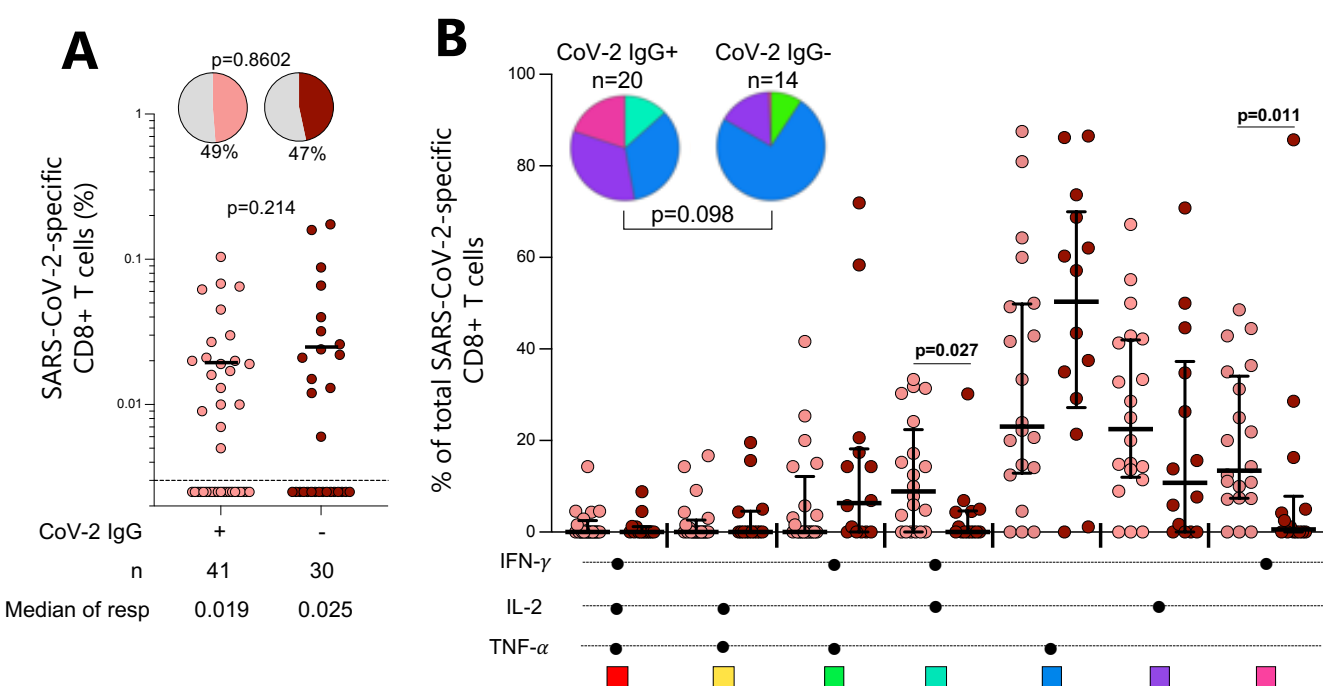 A
p=0.8602
49%
47%
p=0.214
SARS-CoV-2-specific
CD8+ T cells (%)
1
0.1
0.01
CoV-2 IgG
+
-
n
41
30
Median of resp
0.019
0.025
B
CoV-2 IgG+
n=20
CoV-2 IgG-
n=14
p=0.098
p=0.027
p=0.011
% of total SARS-CoV-2-specific
CD8+ T cells
100
80
60
40
20
0
IFN-γ
IL-2
TNF-α